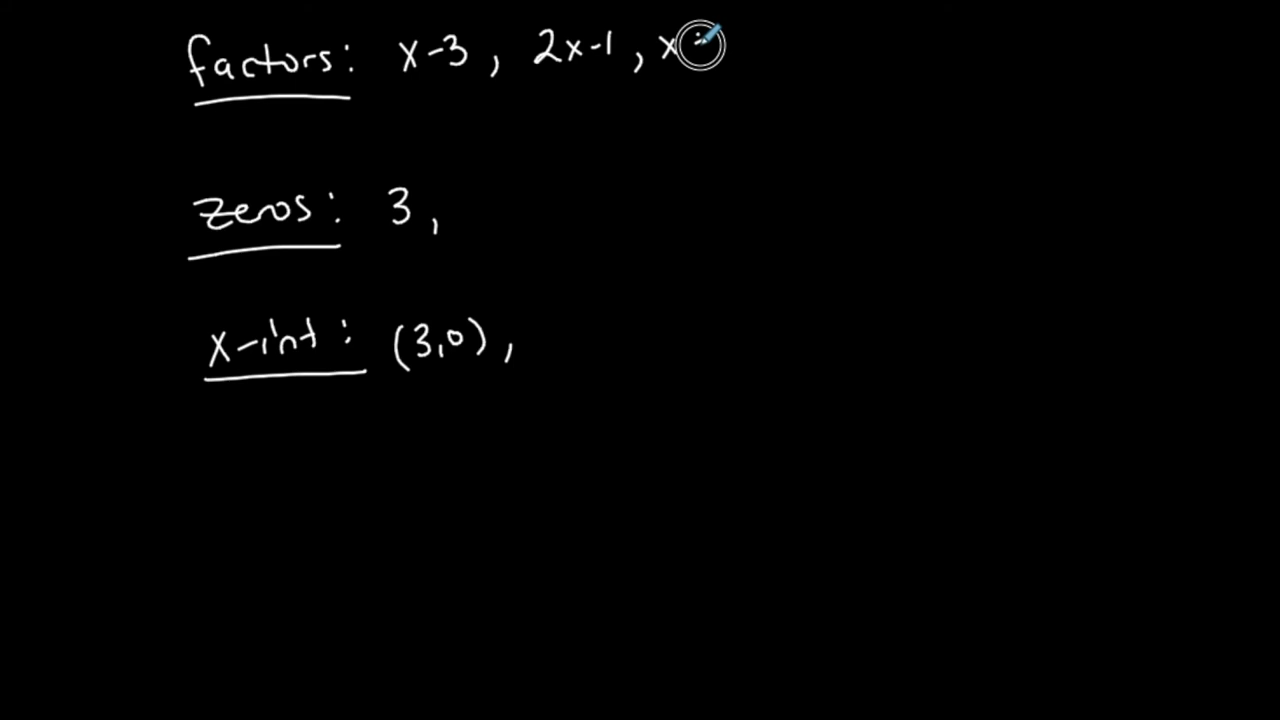 factors: x-3, 2x-1, x
zeros: 3,
x-int: (3,0),